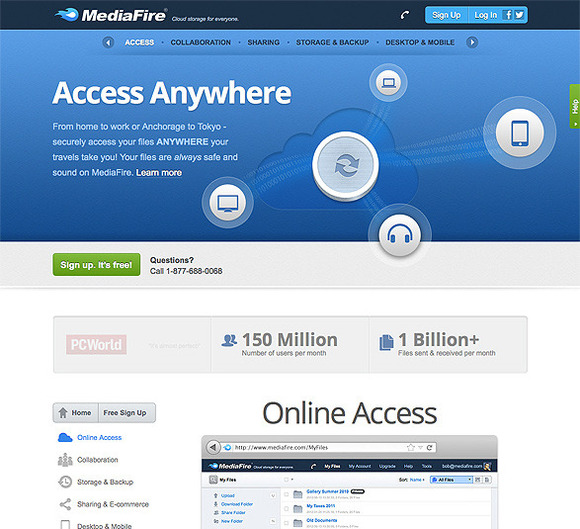 MediaFire Cloud storage for everyone. Sign Up Log In
ACCESS • COLLABORATION • SHARING • STORAGE & BACKUP • DESKTOP & MOBILE
Help
Access Anywhere
From home to work or Anchorage to Tokyo -
securely access your files ANYWHERE your
travels take you! Your files are always safe and
sound on MediaFire. Learn more
Sign up. It's free!
Questions?
Call 1-877-688-0068
PCWorld
"It's almost perfect!"
150 Million
Number of users per month
1 Billion+
Files sent & received per month
Home
Free Sign Up
Online Access
Collaboration
Storage & Backup
Sharing & E-commerce
Desktop & Mobile
Online Access
http://www.mediafire.com/MyFiles
MediaFire Cloud storage for everyone. My Files My Account Upgrade Help Tools bob@mediafire.com
My Files
Sort: Name All Files
Upload
Download Folder
Share Folder
New Folder
Gallery Summer 2010
My Taxes 2011
Old Documents